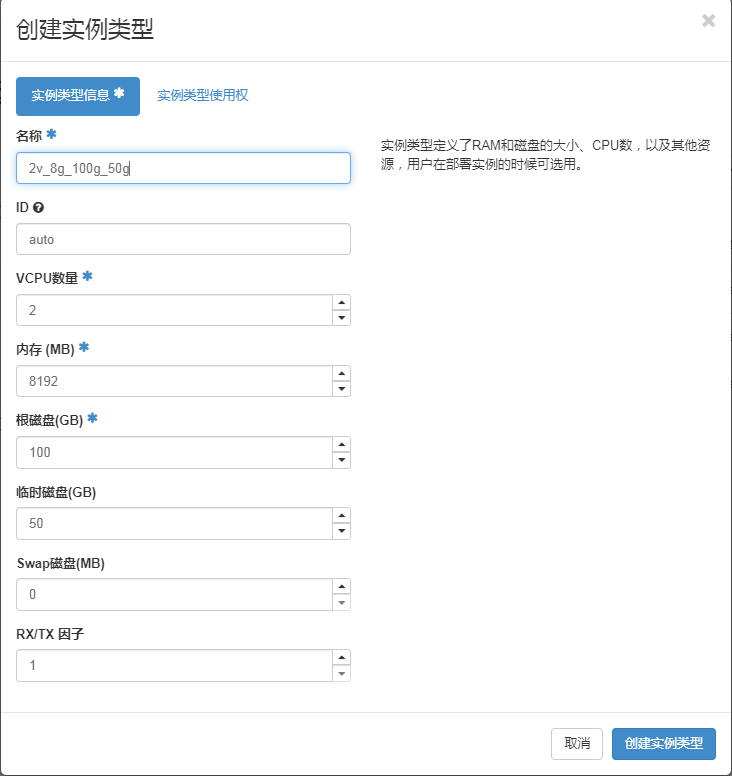 创建实例类型
×
实例类型信息 *
实例类型使用权
名称 *
2v_8g_100g_50g
实例类型定义了RAM和磁盘的大小、CPU数，以及其他资
源，用户在部署实例的时候可选用。
ID ?
auto
VCPU数量 *
2
内存 (MB) *
8192
根磁盘(GB) *
100
临时磁盘(GB)
50
Swap磁盘(MB)
0
RX/TX 因子
1
取消
创建实例类型